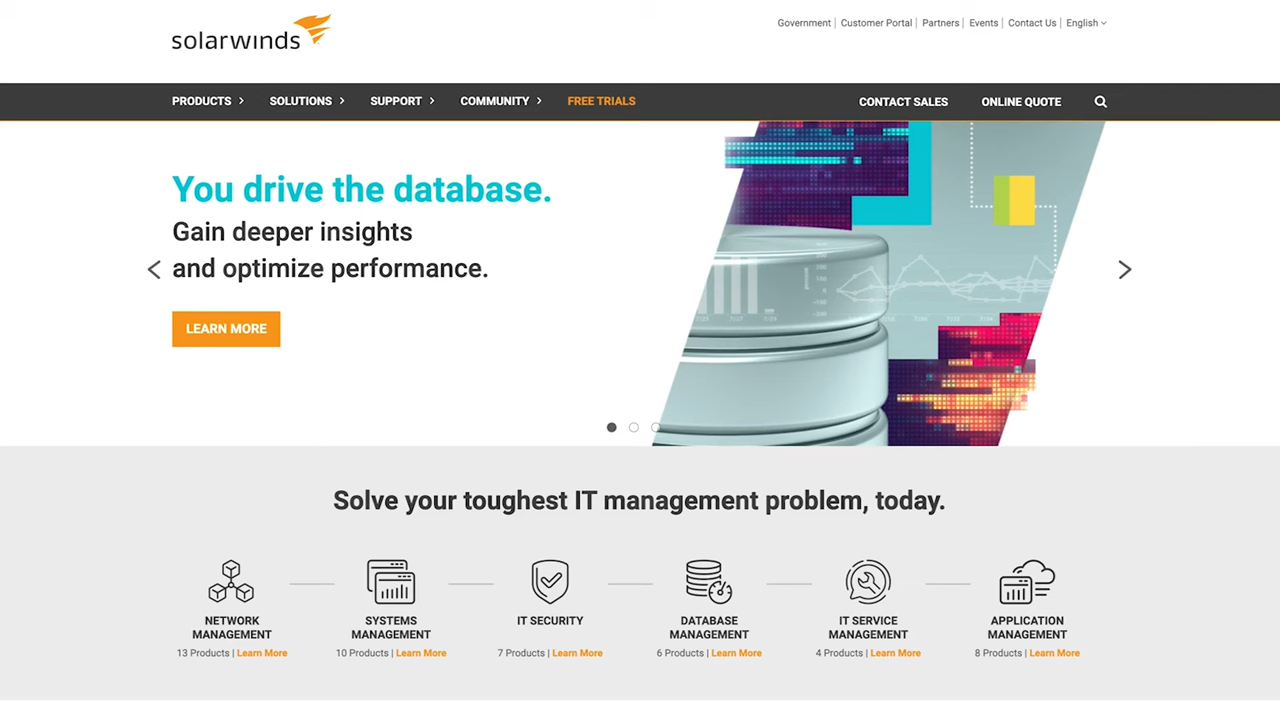 solarwinds
Government | Customer Portal | Partners | Events | Contact Us | English
PRODUCTS SOLUTIONS SUPPORT COMMUNITY FREE TRIALS CONTACT SALES ONLINE QUOTE
You drive the database.
Gain deeper insights
and optimize performance.
LEARN MORE
Solve your toughest IT management problem, today.
NETWORK
MANAGEMENT
13 Products | Learn More
SYSTEMS
MANAGEMENT
10 Products | Learn More
IT SECURITY
7 Products | Learn More
DATABASE
MANAGEMENT
6 Products | Learn More
IT SERVICE
MANAGEMENT
4 Products | Learn More
APPLICATION
MANAGEMENT
8 Products | Learn More